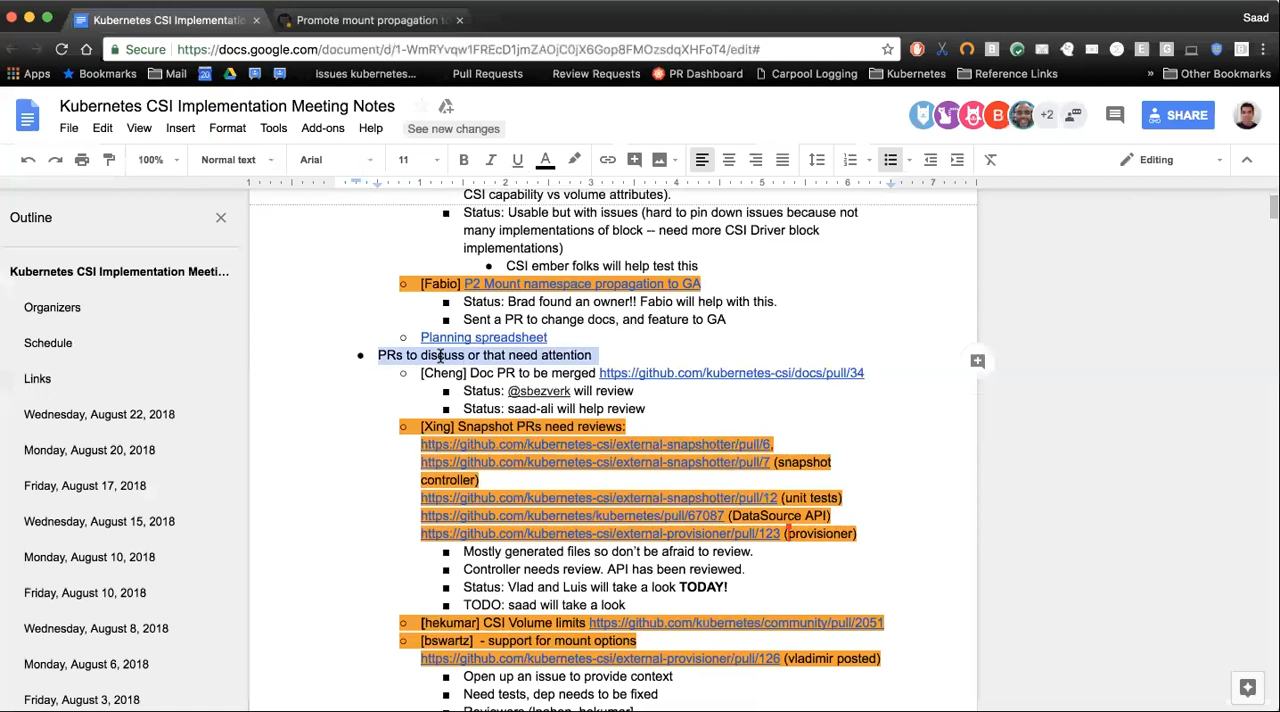 Kubernetes CSI Implementatio
Promote mount propagation to
Saad
Secure
https://docs.google.com/document/d/1-WmRYvqw1FREcD1jmZAOjC0jX6Gop8FMOzsdqXHFoT4/edit#
Apps
Bookmarks
Mail
20
Issues kubernetes...
Pull Requests
Review Requests
PR Dashboard
Carpool Logging
Kubernetes
Reference Links
»
Other Bookmarks
Kubernetes CSI Implementation Meeting Notes
File Edit View Insert Format Tools Add-ons Help See new changes
B +2
SHARE
100% Normal text Arial 11 B I U A Editing
1 1 2 3 4 5 6 7
Outline
Kubernetes CSI Implementation Meeti...
Organizers
Schedule
Links
Wednesday, August 22, 2018
Monday, August 20, 2018
Friday, August 17, 2018
Wednesday, August 15, 2018
Monday, August 10, 2018
Friday, August 10, 2018
Wednesday, August 8, 2018
Monday, August 6, 2018
Friday, August 3, 2018
CSI capability vs volume attributes).
Status: Usable but with issues (hard to pin down issues because not
many implementations of block -- need more CSI Driver block
implementations)
CSI ember folks will help test this
[Fabio] P2 Mount namespace propagation to GA
Status: Brad found an owner!! Fabio will help with this.
Sent a PR to change docs, and feature to GA
Planning spreadsheet
PRs to discuss or that need attention
[Cheng] Doc PR to be merged https://github.com/kubernetes-csi/docs/pull/34
Status: @sbezverk will review
Status: saad-ali will help review
[Xing] Snapshot PRs need reviews:
https://github.com/kubernetes-csi/external-snapshotter/pull/6,
https://github.com/kubernetes-csi/external-snapshotter/pull/7 (snapshot
controller)
https://github.com/kubernetes-csi/external-snapshotter/pull/12 (unit tests)
https://github.com/kubernetes/kubernetes/pull/67087 (DataSource API)
https://github.com/kubernetes-csi/external-provisioner/pull/123 (provisioner)
Mostly generated files so don't be afraid to review.
Controller needs review. API has been reviewed.
Status: Vlad and Luis will take a look TODAY!
TODO: saad will take a look
[hekumar] CSI Volume limits https://github.com/kubernetes/community/pull/2051
[bswartz] - support for mount options
https://github.com/kubernetes-csi/external-provisioner/pull/126 (vladimir posted)
Open up an issue to provide context
Need tests, dep needs to be fixed